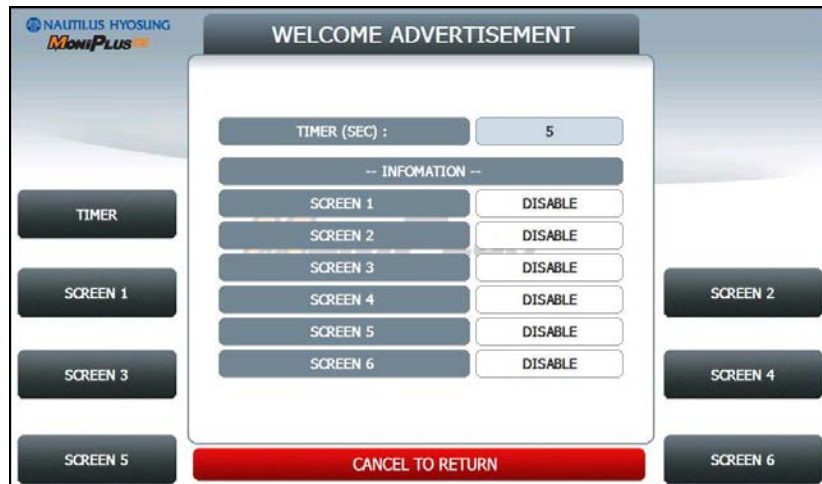 NAUTILUS HYOSUNG
MONIPLUS
WELCOME ADVERTISEMENT
TIMER (SEC) : 5
-- INFOMATION --
SCREEN 1 DISABLE
SCREEN 2 DISABLE
SCREEN 3 DISABLE
SCREEN 4 DISABLE
SCREEN 5 DISABLE
SCREEN 6 DISABLE
TIMER
SCREEN 1
SCREEN 2
SCREEN 3
SCREEN 4
SCREEN 5
SCREEN 6
CANCEL TO RETURN